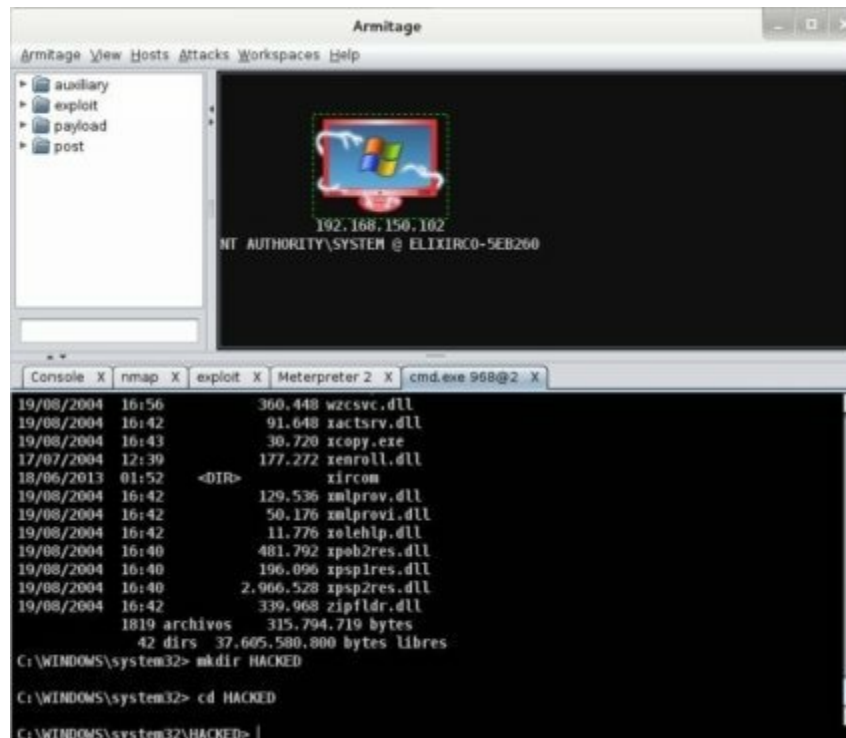 Armitage
Armitage View Hosts Attacks Workspaces Help
auxiliary
exploit
payload
post
192.168.150.102
NT AUTHORITY\SYSTEM @ ELIXIRCO-5EB260
Console X nmap X exploit X Meterpreter 2 X cmd.exe 968@2 X
19/08/2004 16:56 360.448 wzcsvc.dll
19/08/2004 16:42 91.648 xactsrv.dll
19/08/2004 16:43 30.720 xcopy.exe
17/07/2004 12:39 177.272 xenroll.dll
18/06/2013 01:52 <DIR> xircom
19/08/2004 16:42 129.536 xmlprov.dll
19/08/2004 16:42 50.176 xmlprovi.dll
19/08/2004 16:42 11.776 xolehlp.dll
19/08/2004 16:40 481.792 xpob2res.dll
19/08/2004 16:40 196.096 xpsp1res.dll
19/08/2004 16:40 2.966.528 xpsp2res.dll
19/08/2004 16:42 339.968 zipfldr.dll
1819 archivos 315.794.719 bytes
42 dirs 37.605.580.800 bytes libres
C:\WINDOWS\system32> mkdir HACKED
C:\WINDOWS\system32> cd HACKED
C:\WINDOWS\system32\HACKED>